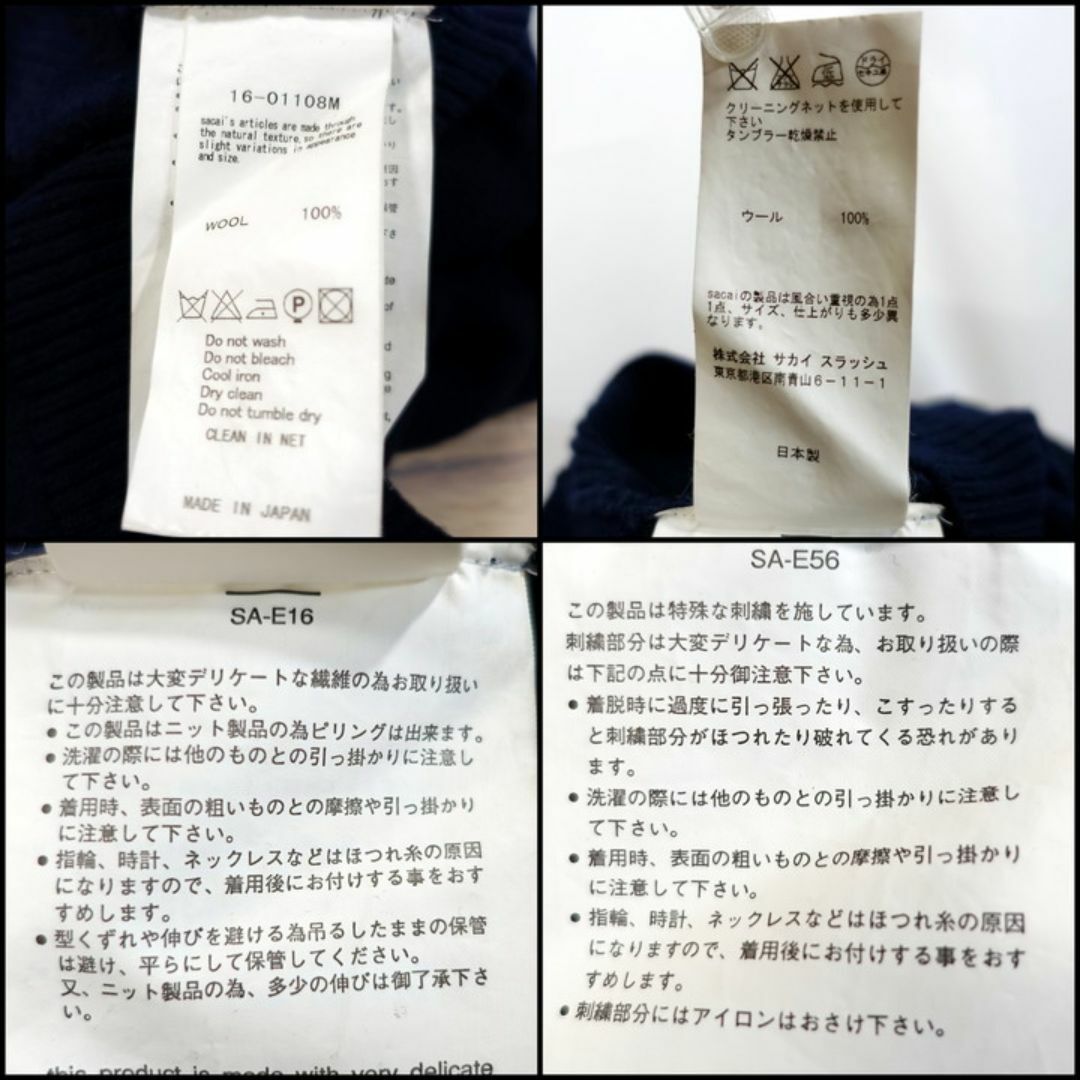 16-01108M
sacai's articles are made through
the natural texture, so there are
slight variations in appearance
and size.
WOOL 100%
P
Do not wash
Do not bleach
Cool iron
Dry clean
Do not tumble dry
CLEAN IN NET
MADE IN JAPAN
ドライ
セキユ系
クリーニングネットを使用して
下さい
タンブラー乾燥禁止
ウール 100%
sacaiの製品は風合い重視の為1点
1点、サイズ、仕上がりも多少異
なります。
株式会社 サカイ スラッシュ
東京都港区南青山6-11-1
日本製
SA-E16
この製品は大変デリケートな繊維の為お取り扱い
に十分注意して下さい。
• この製品はニット製品の為ピリングは出来ます。
• 洗濯の際には他のものとの引っ掛かりに注意し
て下さい。
• 着用時、表面の粗いものとの摩擦や引っ掛かり
に注意して下さい。
• 指輪、時計、ネックレスなどはほつれ糸の原因
になりますので、着用後にお付けする事をおす
すめします。
• 型くずれや伸びを避ける為吊るしたままの保管
は避け、平らにして保管してください。
又、ニット製品の為、多少の伸びは御了承下さ
い。
this product is made with very delicate
SA-E56
この製品は特殊な刺繍を施しています。
刺繍部分は大変デリケートな為、お取り扱いの際
は下記の点に十分御注意下さい。
• 着脱時に過度に引っ張ったり、こすったりする
と刺繍部分がほつれたり破れてくる恐れがあり
ます。
• 洗濯の際には他のものとの引っ掛かりに注意し
て下さい。
• 着用時、表面の粗いものとの摩擦や引っ掛かり
に注意して下さい。
• 指輪、時計、ネックレスなどはほつれ糸の原因
になりますので、着用後にお付けする事をおす
すめします。
• 刺繍部分にはアイロンはおさけ下さい。